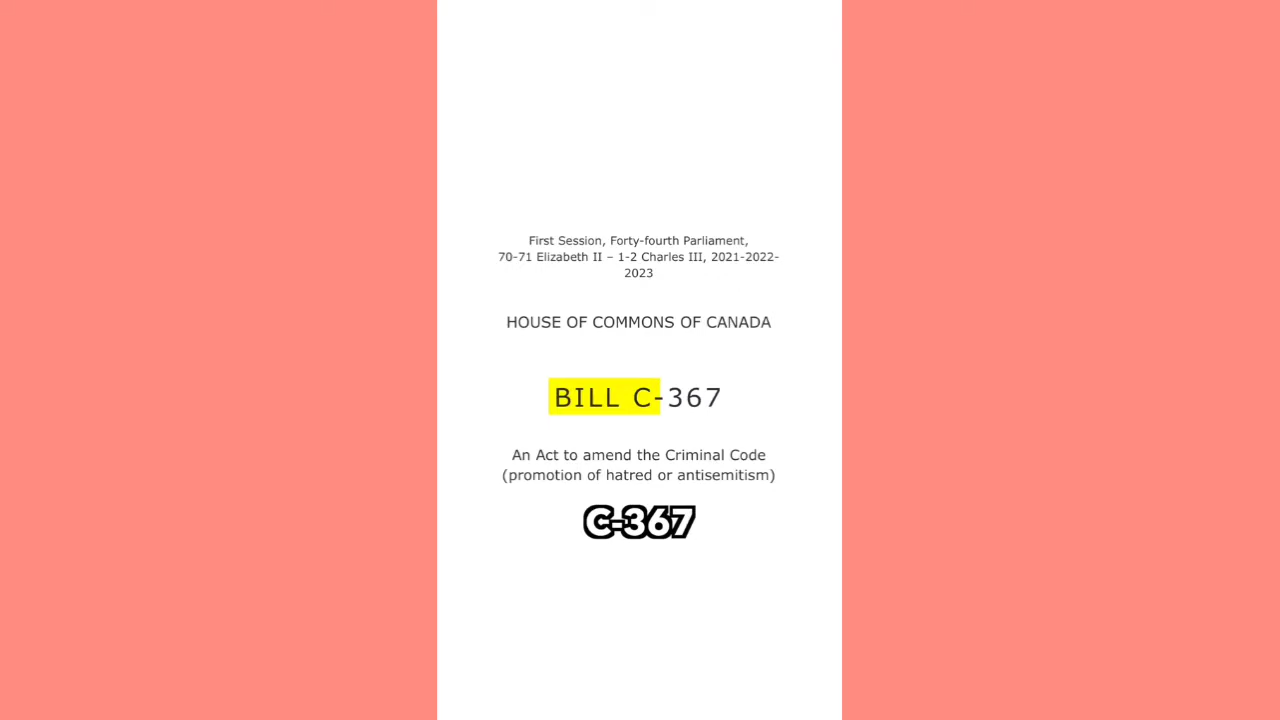 First Session, Forty-fourth Parliament,
70-71 Elizabeth II – 1-2 Charles III, 2021-2022-
2023
HOUSE OF COMMONS OF CANADA
BILL C-367
An Act to amend the Criminal Code
(promotion of hatred or antisemitism)
C-367